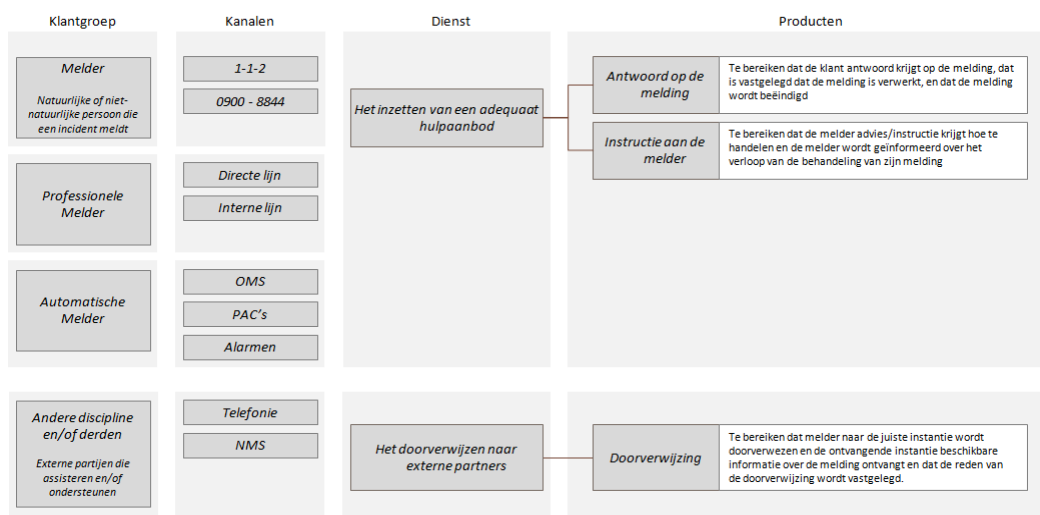 Klantgroep
Kanalen
Dienst
Producten
Melder
Natuurlijke of niet-
natuurlijke persoon die
een incident meldt
1-1-2
0900 - 8844
Het inzetten van een adequaat
hulpaanbod
Antwoord op de
melding
Te bereiken dat de klant antwoord krijgt op de melding, dat
is vastgelegd dat de melding is verwerkt, en dat de melding
wordt beëindigd
Instructie aan de
melder
Te bereiken dat de melder advies/instructie krijgt hoe te
handelen en de melder wordt geïnformeerd over het
verloop van de behandeling van zijn melding
Professionele
Melder
Directe lijn
Interne lijn
Automatische
Melder
OMS
PAC's
Alarmen
Andere discipline
en/of derden
Externe partijen die
assisteren en/of
ondersteunen
Telefonie
NMS
Het doorverwijzen naar
externe partners
Doorverwijzing
Te bereiken dat melder naar de juiste instantie wordt
doorverwezen en de ontvangende instantie beschikbare
informatie over de melding ontvangt en dat de reden van
de doorverwijzing wordt vastgelegd.